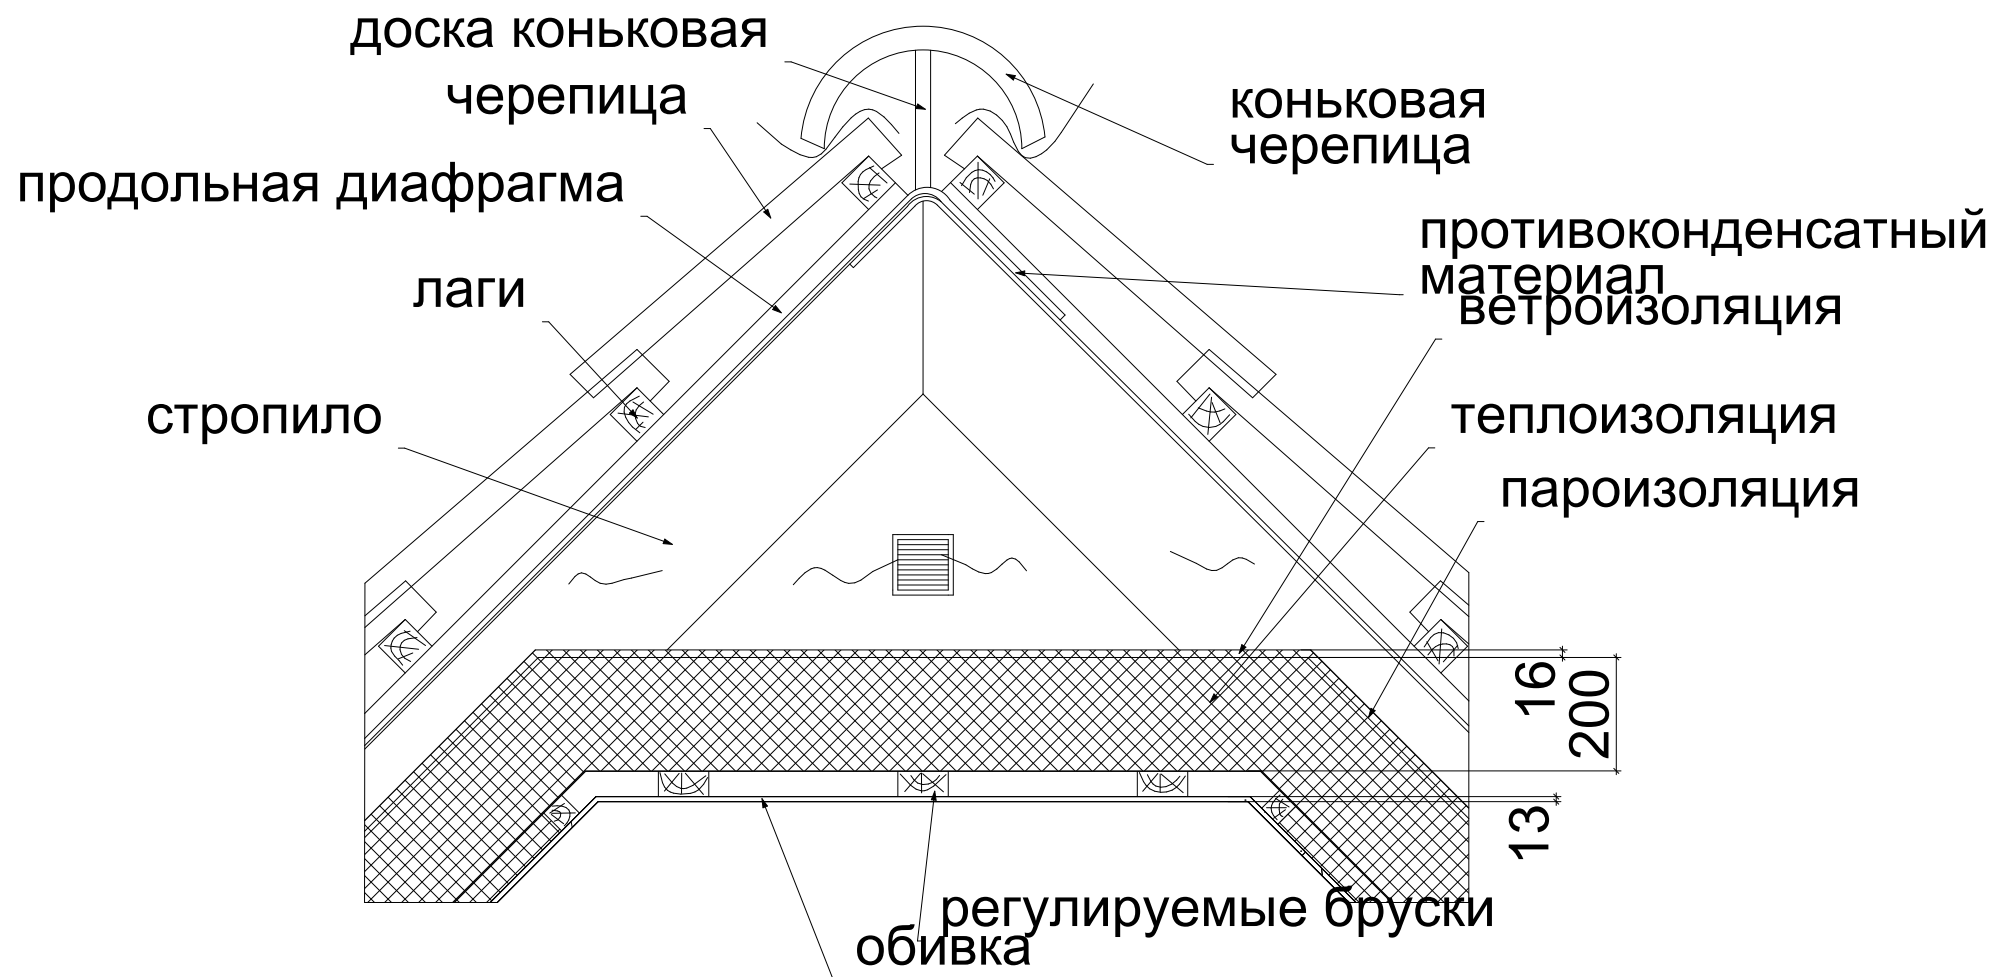 доска коньковая
черепица
продольная диафрагма
лаги
стропило
коньковая
черепица
противоконденсатный
материал
ветроизоляция
теплоизоляция
пароизоляция
16
200
13
регулируемые бруски
обивка